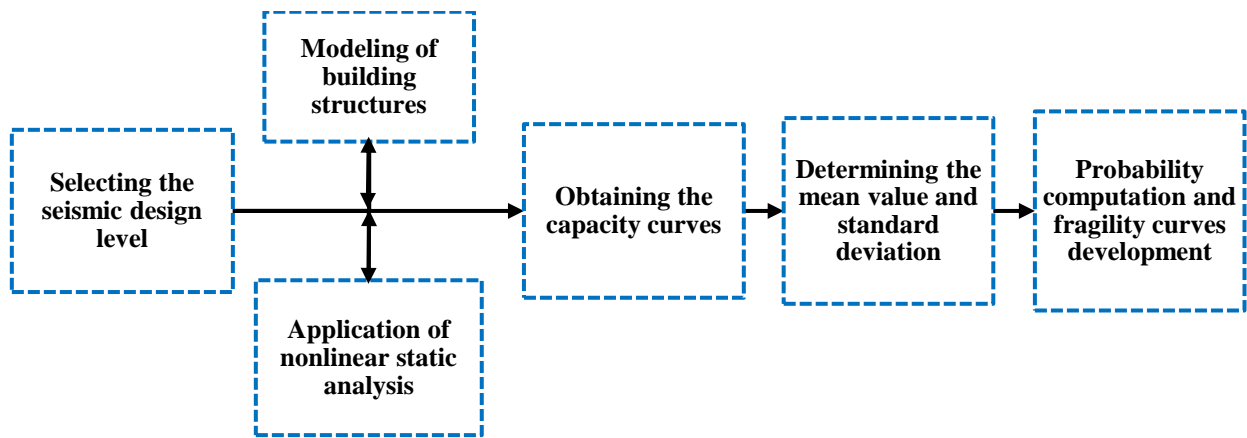 Modeling of
building
structures
Selecting the
seismic design
level
Application of
nonlinear static
analysis
Obtaining the
capacity curves
Determining the
mean value and
standard
deviation
Probability
computation and
fragility curves
development